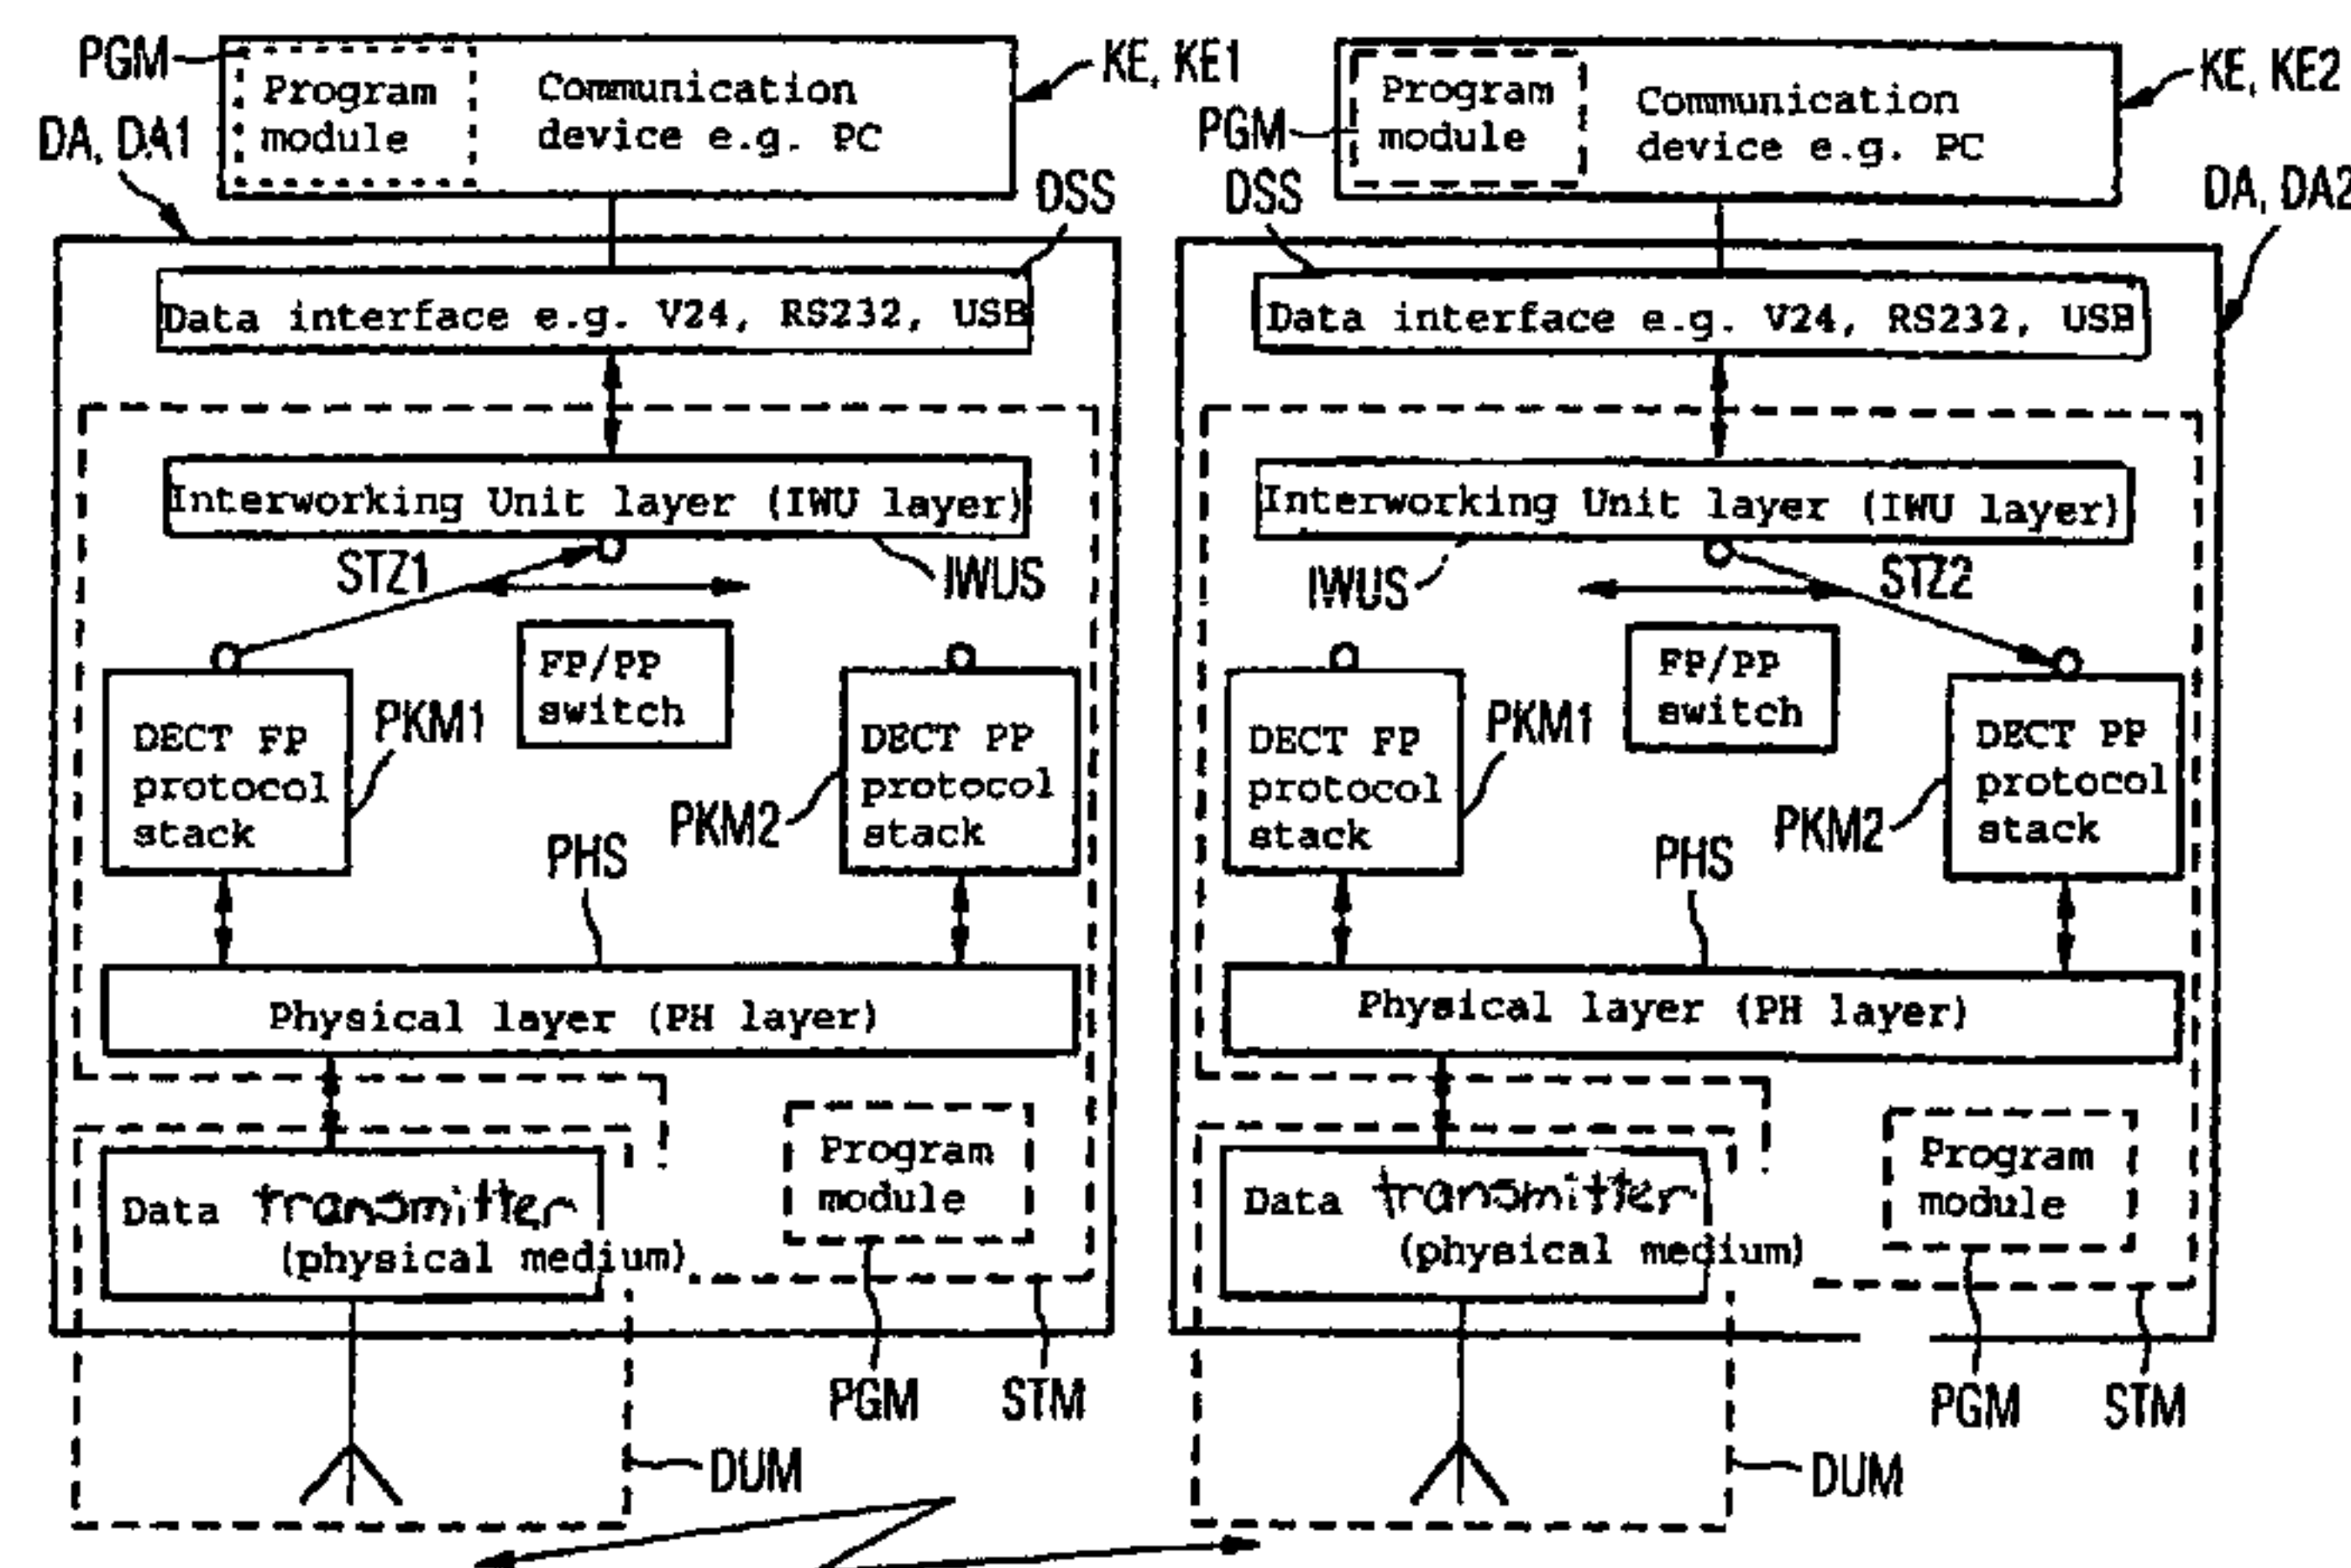 PGM
Program
module
Communication
device e.g. PC
KE, KE1
DA, DA1
DSS
Data interface e.g. V24, RS232, USB
Interworking Unit layer (IWU layer)
STZ1
IWUS
FP/PP
switch
DECT FP
protocol
stack
PKM1
PKM2
DECT PP
protocol
stack
PHS
Physical layer (PH layer)
Data transmitter
(physical medium)
Program
module
PGM
STM
DUM
Program
module
PGM
Communication
device e.g. PC
KE, KE2
DSS
DA, DA2
Data interface e.g. V24, RS232, USB
Interworking Unit layer (IWU layer)
IWUS
STZ2
FP/PP
switch
DECT FP
protocol
stack
PKM1
PKM2
DECT PP
protocol
stack
PHS
Physical layer (PH layer)
Data transmitter
(physical medium)
Program
module
PGM
STM
DUM